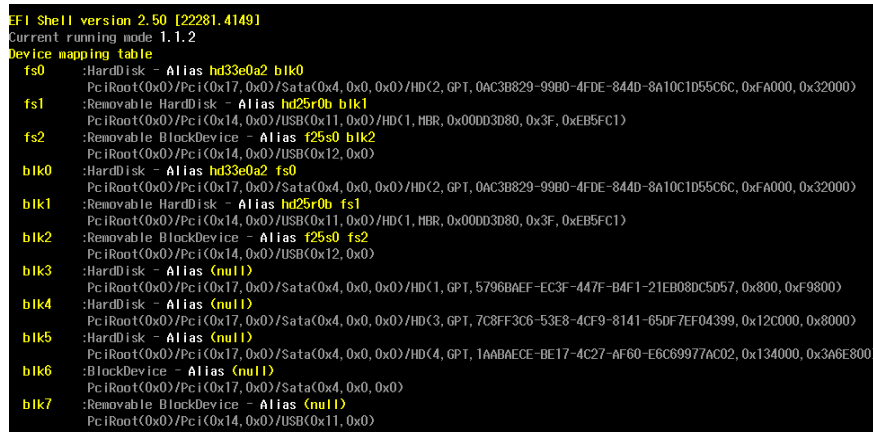 EFI Shell version 2.50 [22281.4149]
Current running mode 1.1.2
Device mapping table
fs0 :HardDisk - Alias hd33e0a2 blk0
PciRoot(0x0)/Pci(0x17,0x0)/Sata(0x4,0x0,0x0)/HD(2,GPT,0AC3B829-99B0-4FDE-844D-8A10C1D55C6C,0xFA000,0x32000)
fs1 :Removable HardDisk - Alias hd25r0b blk1
PciRoot(0x0)/Pci(0x14,0x0)/USB(0x11,0x0)/HD(1,MBR,0x00DD3D80,0x3F,0xEB5FC1)
fs2 :Removable BlockDevice - Alias f25s0 blk2
PciRoot(0x0)/Pci(0x14,0x0)/USB(0x12,0x0)
blk0 :HardDisk - Alias hd33e0a2 fs0
PciRoot(0x0)/Pci(0x17,0x0)/Sata(0x4,0x0,0x0)/HD(2,GPT,0AC3B829-99B0-4FDE-844D-8A10C1D55C6C,0xFA000,0x32000)
blk1 :Removable HardDisk - Alias hd25r0b fs1
PciRoot(0x0)/Pci(0x14,0x0)/USB(0x11,0x0)/HD(1,MBR,0x00DD3D80,0x3F,0xEB5FC1)
blk2 :Removable BlockDevice - Alias f25s0 fs2
PciRoot(0x0)/Pci(0x14,0x0)/USB(0x12,0x0)
blk3 :HardDisk - Alias (null)
PciRoot(0x0)/Pci(0x17,0x0)/Sata(0x4,0x0,0x0)/HD(1,GPT,5796BAEF-EC3F-447F-B4F1-21EB08DC5D57,0x800,0xF9800)
blk4 :HardDisk - Alias (null)
PciRoot(0x0)/Pci(0x17,0x0)/Sata(0x4,0x0,0x0)/HD(3,GPT,7C8FF3C6-53E8-4CF9-8141-65DF7EF04399,0x12C000,0x8000)
blk5 :HardDisk - Alias (null)
PciRoot(0x0)/Pci(0x17,0x0)/Sata(0x4,0x0,0x0)/HD(4,GPT,1AABAECE-BE17-4C27-AF60-E6C69977AC02,0x134000,0x3A6E800)
blk6 :BlockDevice - Alias (null)
PciRoot(0x0)/Pci(0x17,0x0)/Sata(0x4,0x0,0x0)
blk7 :Removable BlockDevice - Alias (null)
PciRoot(0x0)/Pci(0x14,0x0)/USB(0x11,0x0)